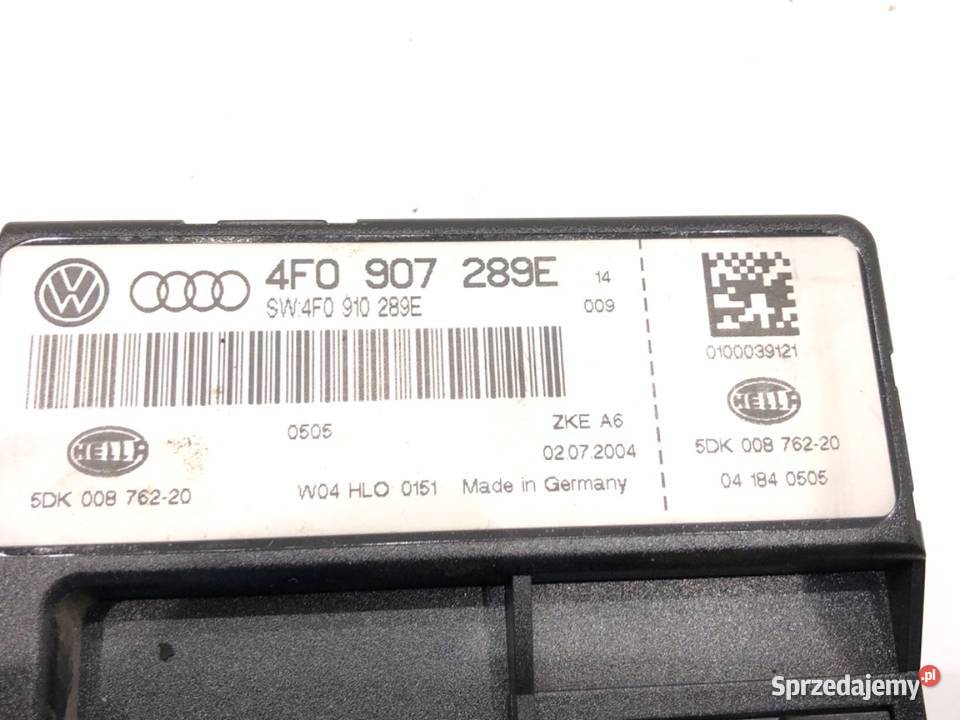 4F0 907 289E 14
SW:4F0 910 289E 009
0100039121
HELLA
0505 ZKE A6
HELLA 02.07.2004 5DK 008 762-20
5DK 008 762-20 W04 HLO 0151 Made in Germany 04 184 0505
Sprzedajemy.pl